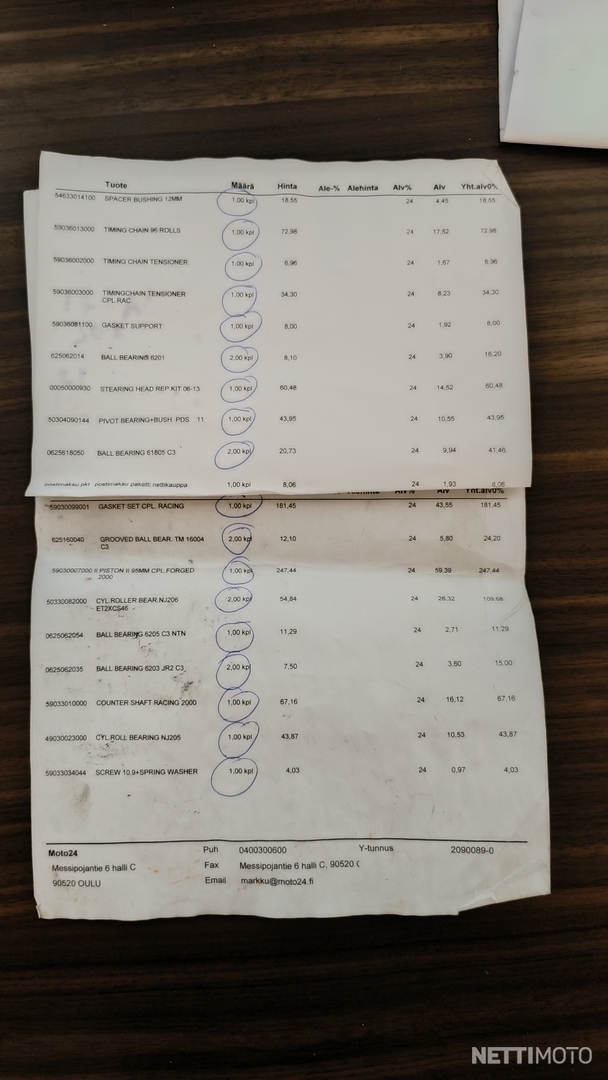 Tuote Määrä Hinta Ale-% Alehinta Alv% Alv Yht.alv0%
54633014100 SPACER BUSHING 12MM 1,00 kpl 18,55 24 4,45 18,55
59036013000 TIMING CHAIN 96 ROLLS 1,00 kpl 72,98 24 17,52 72,98
59036002000 TIMING CHAIN TENSIONER 1,00 kpl 6,96 24 1,67 6,96
59036003000 TIMINGCHAIN TENSIONER 1,00 kpl 34,30 24 8,23 34,30
CPL.RAC
59036081100 GASKET SUPPORT 1,00 kpl 8,00 24 1,92 8,00
625062014 BALL BEARING 6201 2,00 kpl 8,10 24 3,90 16,20
00050000930 STEARING HEAD REP.KIT 06-13 1,00 kpl 60,48 24 14,52 60,48
50304090144 PIVOT BEARING+BUSH. PDS 11 1,00 kpl 43,95 24 10,55 43,95
0625618050 BALL BEARING 61805 C3 2,00 kpl 20,73 24 9,94 41,46
postimaksu pkt postimaksu paketti nettikauppa 1,00 kpl 8,06 24 1,93 8,06
Alehinta Alv% Alv Yht.alv0%
59030099001 GASKET SET CPL. RACING 1,00 kpl 181,45 24 43,55 181,45
625160040 GROOVED BALL BEAR. TM 16004 2,00 kpl 12,10 24 5,80 24,20
C3
59030007000 II PISTON II 95MM CPL.FORGED 1,00 kpl 247,44 24 59,39 247,44
2000
50330082000 CYL.ROLLER BEAR.NJ206 2,00 kpl 54,84 24 26,32 109,68
ET2XCS46
0625062054 BALL BEARING 6205 C3 NTN 1,00 kpl 11,29 24 2,71 11,29
0625062035 BALL BEARING 6203 JR2 C3 2,00 kpl 7,50 24 3,60 15,00
59033010000 COUNTER SHAFT RACING 2000 1,00 kpl 67,16 24 16,12 67,16
49030023000 CYL.ROLL BEARING NJ205 1,00 kpl 43,87 24 10,53 43,87
59033034044 SCREW 10.9+SPRING WASHER 1,00 kpl 4,03 24 0,97 4,03
Moto24 Puh 0400300600 Y-tunnus 2090089-0
Messipojantie 6 halli C Fax Messipojantie 6 halli C, 90520
90520 OULU Email markku@moto24.fi
NETTIMOTO